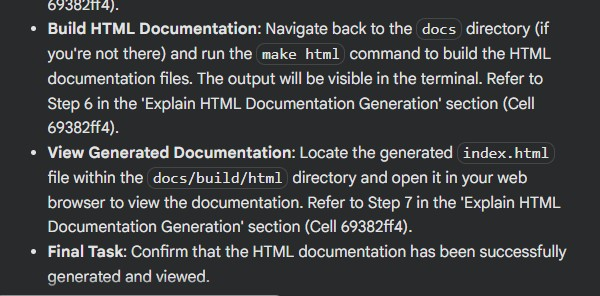 69382ff4).
• Build HTML Documentation: Navigate back to the docs directory (if
you're not there) and run the make html command to build the HTML
documentation files. The output will be visible in the terminal. Refer to
Step 6 in the 'Explain HTML Documentation Generation' section (Cell
69382ff4).
• View Generated Documentation: Locate the generated index.html
file within the docs/build/html directory and open it in your web
browser to view the documentation. Refer to Step 7 in the 'Explain HTML
Documentation Generation' section (Cell 69382ff4).
• Final Task: Confirm that the HTML documentation has been successfully
generated and viewed.